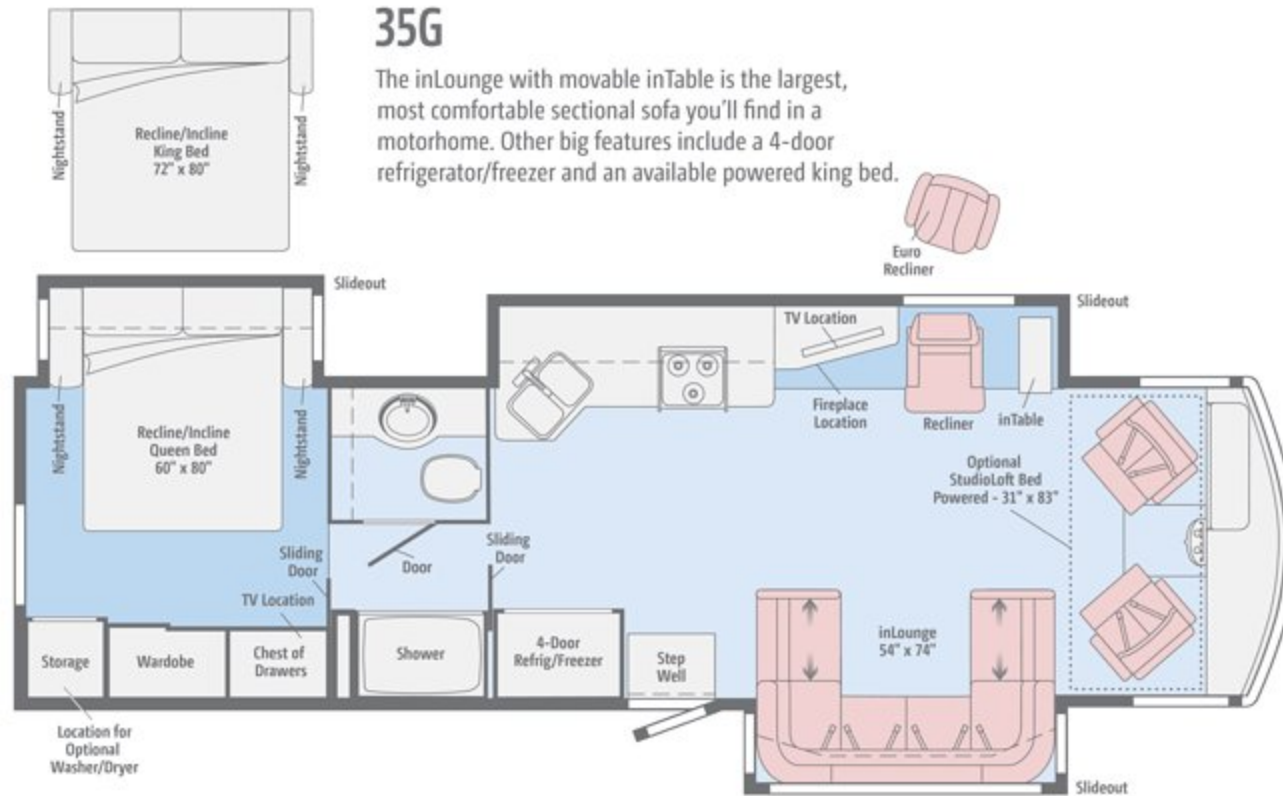 35G
The inLounge with movable inTable is the largest,
most comfortable sectional sofa you'll find in a
motorhome. Other big features include a 4-door
refrigerator/freezer and an available powered king bed.
Nightstand
Recline/Incline
King Bed
72" x 80"
Nightstand
Euro
Recliner
Slideout
Slideout
TV Location
Nightstand
Recline/Incline
Queen Bed
60" x 80"
Nightstand
Fireplace
Location
Recliner
inTable
Optional
StudioLoft Bed
Powered - 31" x 83"
Sliding
Door
Door
Sliding
Door
TV Location
Storage
Wardobe
Chest of
Drawers
Shower
4-Door
Refrig/Freezer
Step
Well
inLounge
54" x 74"
Location for
Optional
Washer/Dryer
Slideout